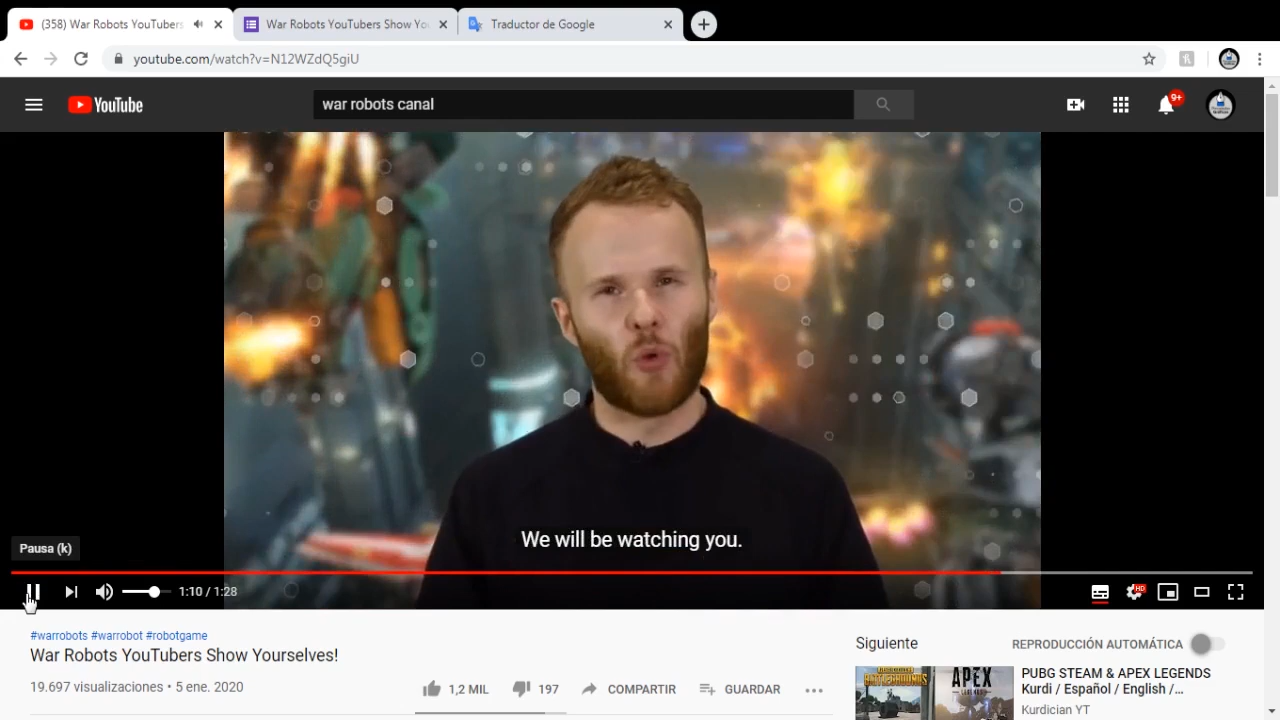 (358) War Robots YouTubers
War Robots YouTubers Show Yo
Traductor de Google
youtube.com/watch?v=N12WZdQ5giU
YouTube
war robots canal
9+
We will be watching you.
Pausa (k)
1:10 / 1:28
HD
#warrobots #warrobot #robotgame
War Robots YouTubers Show Yourselves!
19.697 visualizaciones • 5 ene. 2020
1,2 MIL
197
COMPARTIR
GUARDAR
Siguiente
REPRODUCCIÓN AUTOMÁTICA
PUBG STEAM & APEX LEGENDS
Kurdi / Español / English /...
Kurdician YT
APEX